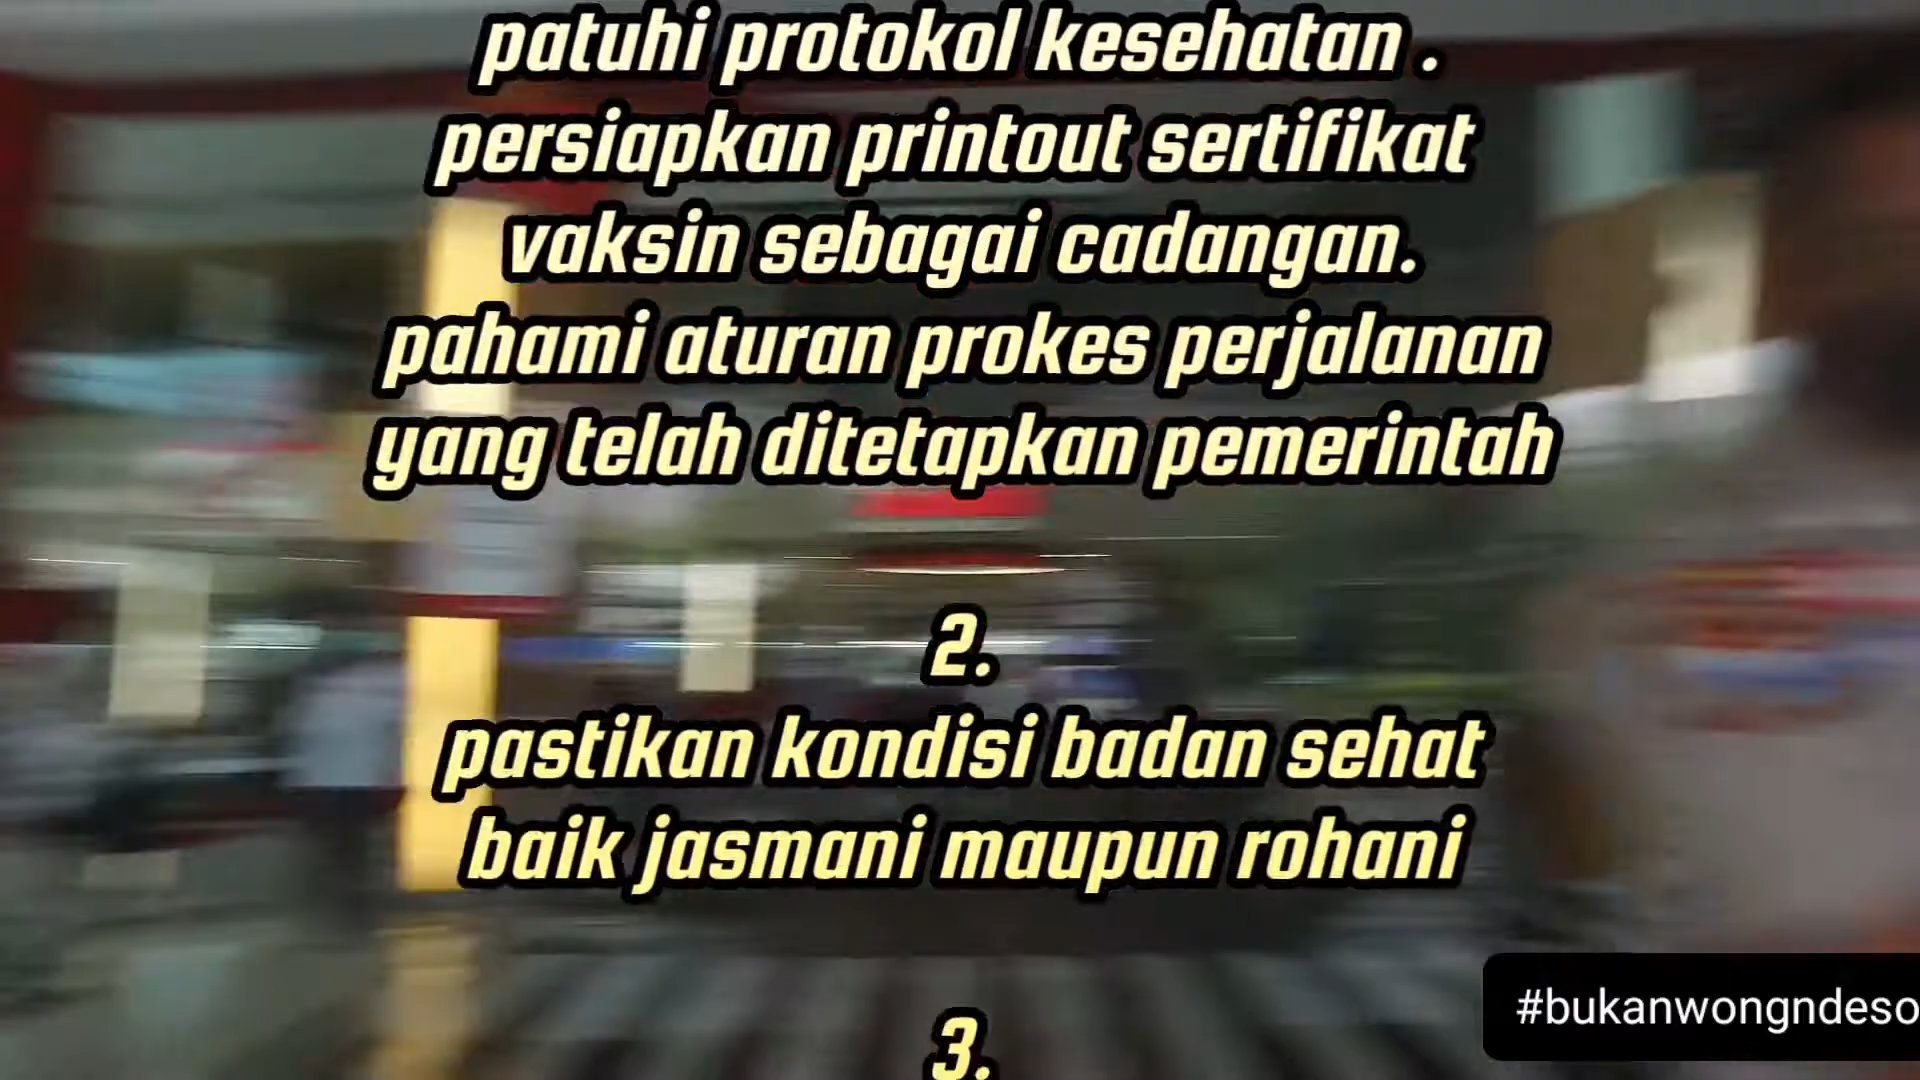 patuhi protokol kesehatan .
persiapkan printout sertifikat
vaksin sebagai cadangan.
pahami aturan prokes perjalanan
yang telah ditetapkan pemerintah
2.
pastikan kondisi badan sehat
baik jasmani maupun rohani
3.
#bukanwongndeso